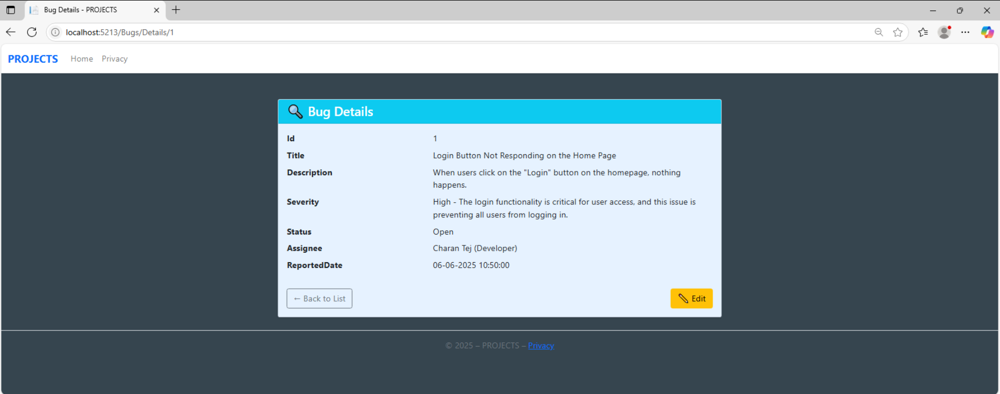 Bug Details - PROJECTS
localhost:5213/Bugs/Details/1
PROJECTS Home Privacy
Bug Details
Id 1
Title Login Button Not Responding on the Home Page
Description When users click on the "Login" button on the homepage, nothing
happens.
Severity High - The login functionality is critical for user access, and this issue is
preventing all users from logging in.
Status Open
Assignee Charan Tej (Developer)
ReportedDate 06-06-2025 10:50:00
← Back to List Edit
© 2025 – PROJECTS – Privacy